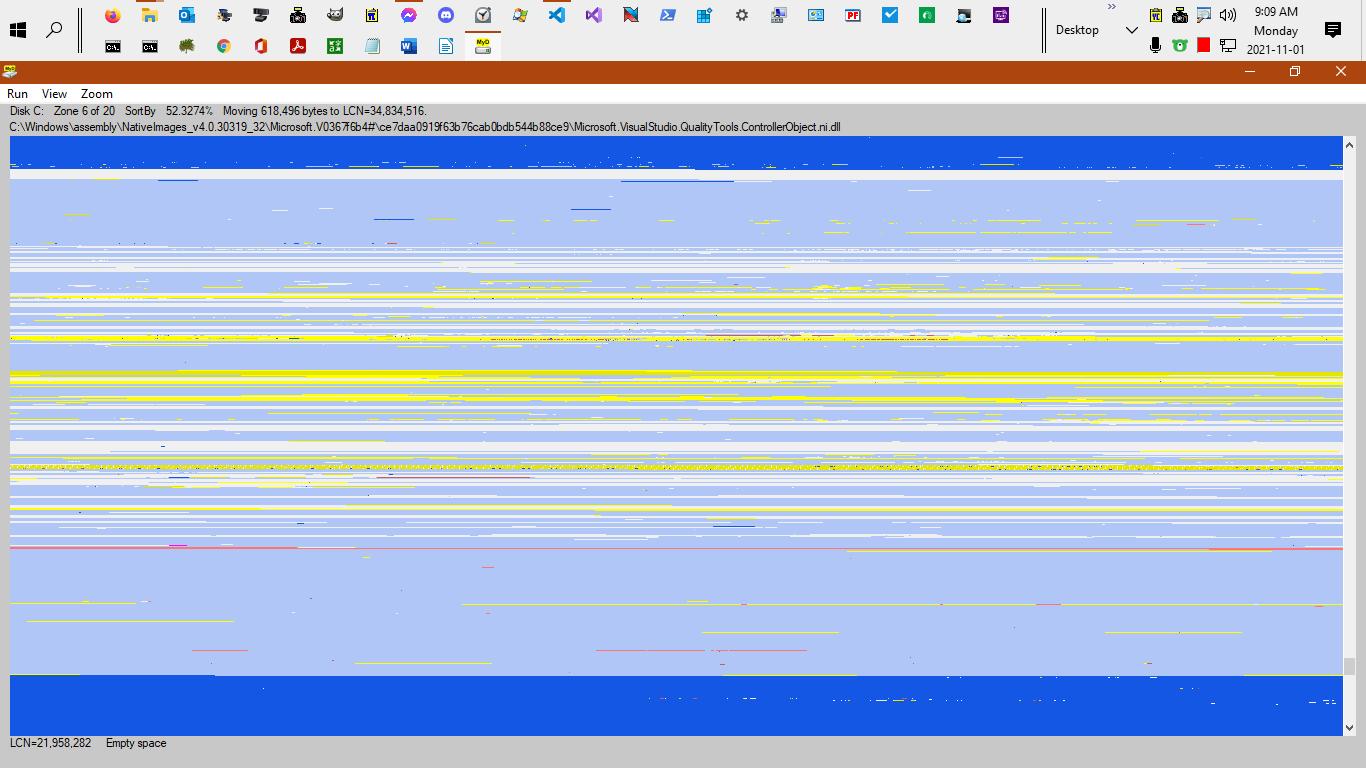 9:09 AM
Desktop
Monday
2021-11-01
Run View Zoom
Disk C: Zone 6 of 20 SortBy 52.3274% Moving 618,496 bytes to LCN=34,834,516.
C:\Windows\assembly\NativeImages_v4.0.30319_32\Microsoft.V0367f6b4#\ce7daa0919f63b76cab0bdb544b88ce9\Microsoft.VisualStudio.QualityTools.ControllerObject.ni.dll
LCN=21,958,282 Empty space